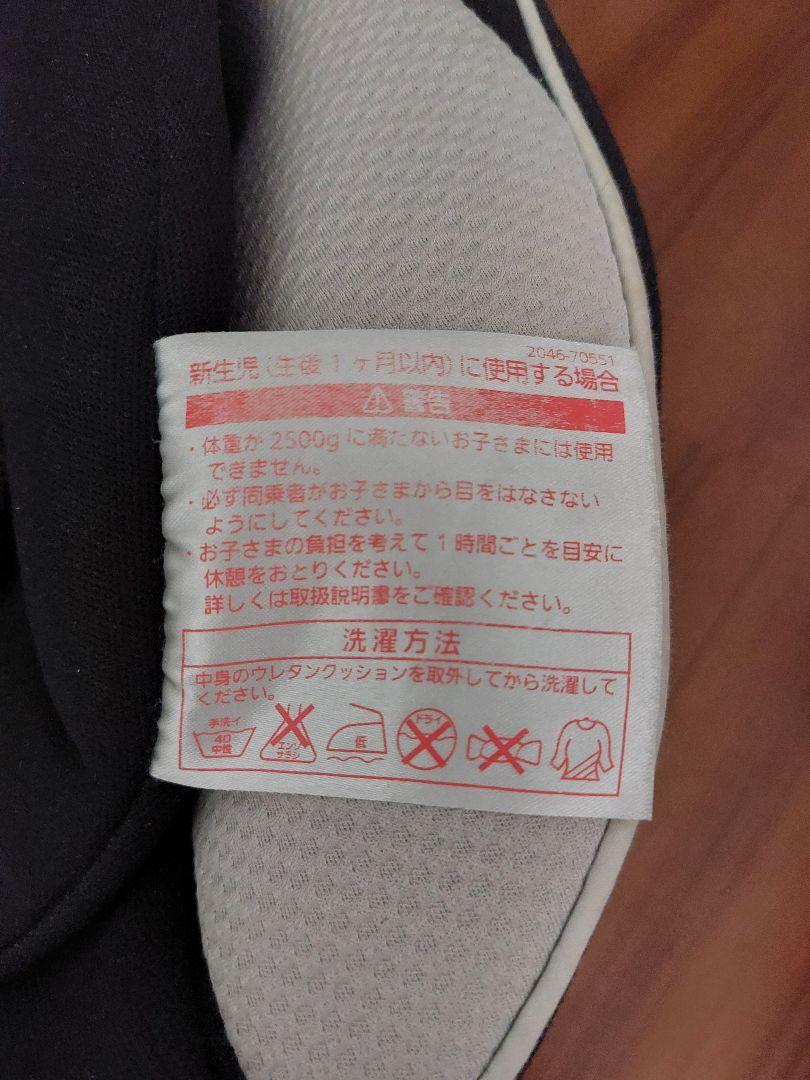 2046-70551
新生児(生後1ヶ月以内)に使用する場合
警告
・体重が2500gに満たないお子さまには使用
できません。
・必ず同乗者がお子さまから目をはなさない
ようにしてください。
・お子さまの負担を考えて1時間ごとを目安に
休憩をおとりください。
詳しくは取扱説明書をご確認ください。
洗濯方法
中身のウレタンクッションを取外してから洗濯して
ください。
手洗イ
40
中性
エンソ
サラシ
低
ドライ